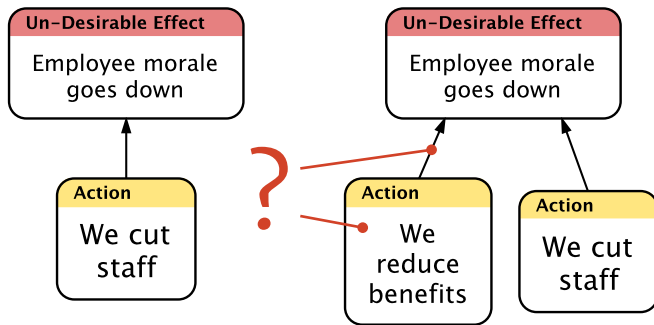 Un-Desirable Effect
Employee morale
goes down
Action
We cut
staff
?
Un-Desirable Effect
Employee morale
goes down
Action
We
reduce
benefits
Action
We cut
staff